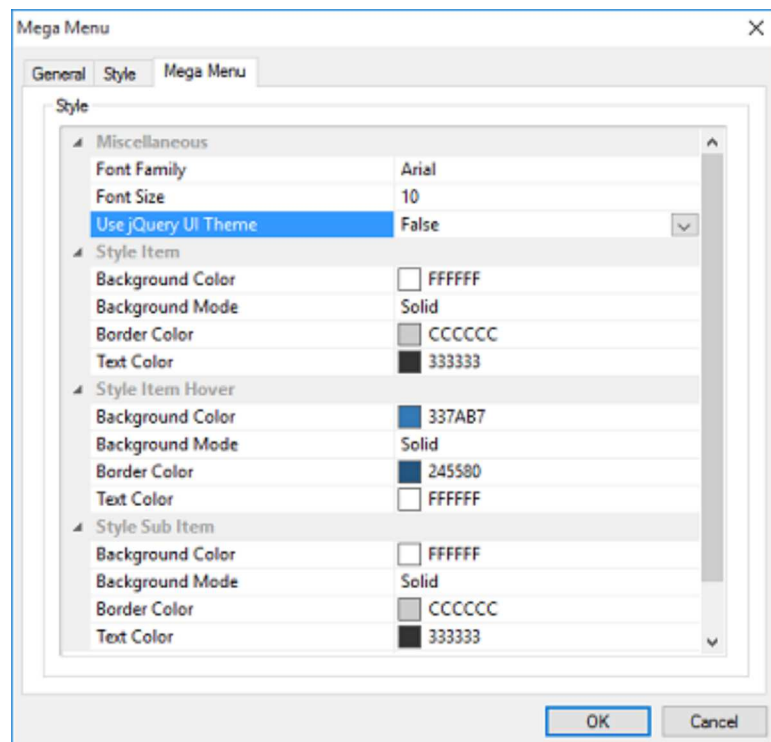 Mega Menu
General Style Mega Menu
Style
Miscellaneous
Font Family Arial
Font Size 10
Use jQuery UI Theme False
Style Item
Background Color FFFFFF
Background Mode Solid
Border Color CCCCCC
Text Color 333333
Style Item Hover
Background Color 337AB7
Background Mode Solid
Border Color 245580
Text Color FFFFFF
Style Sub Item
Background Color FFFFFF
Background Mode Solid
Border Color CCCCCC
Text Color 333333
OK Cancel